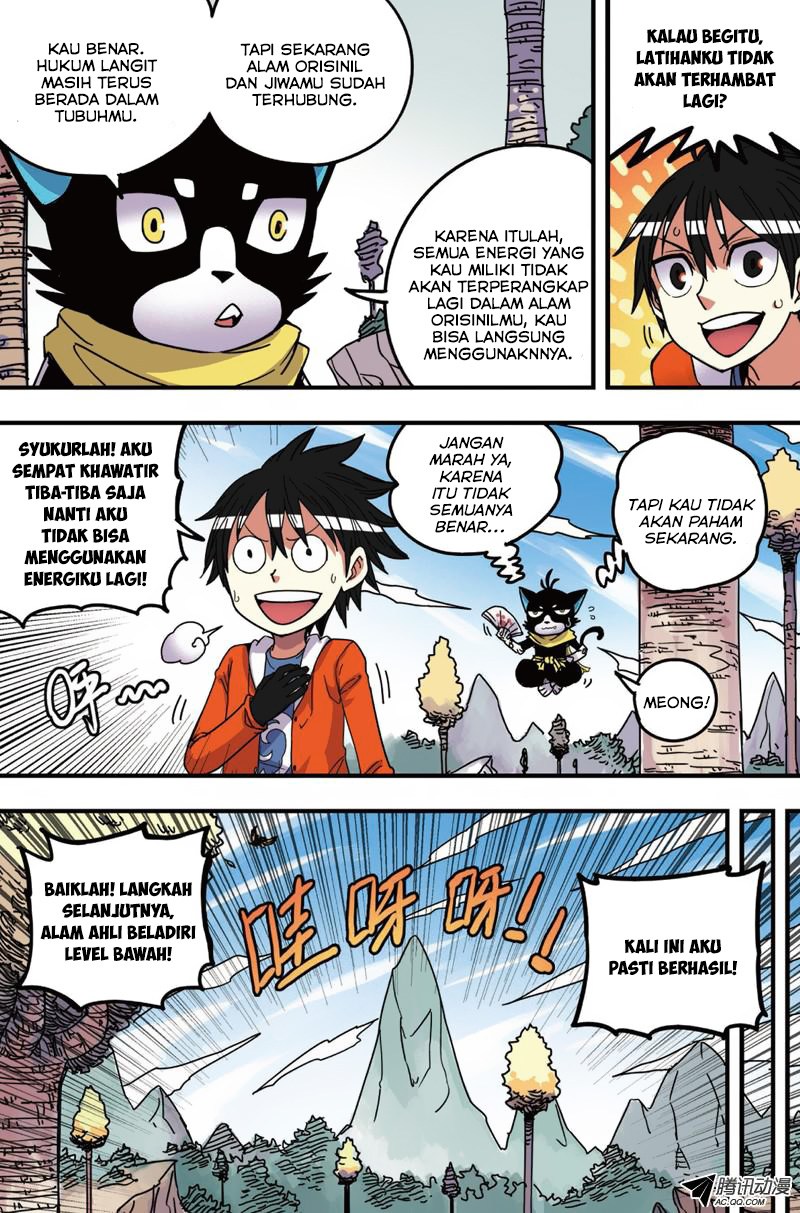 KAU BENAR.
HUKUM LANGIT
MASIH TERUS
BERADA DALAM
TUBUHMU.
TAPI SEKARANG
ALAM ORISINIL
DAN JIWAMU SUDAH
TERHUBUNG.
KARENA ITULAH,
SEMUA ENERGI YANG
KAU MILIKI TIDAK
AKAN TERPERANGKAP
LAGI DALAM ALAM
ORISINILMU, KAU
BISA LANGSUNG
MENGGUNAKNNYA.
KALAU BEGITU,
LATIHANKU TIDAK
AKAN TERHAMBAT
LAGI?
SYUKURLAH! AKU
SEMPAT KHAWATIR
TIBA-TIBA SAJA
NANTI AKU
TIDAK BISA
MENGGUNAKAN
ENERGIKU LAGI!
呼~~
JANGAN
MARAH YA,
KARENA
ITU TIDAK
SEMUANYA
BENAR...
TAPI KAU TIDAK
AKAN PAHAM
SEKARANG.
MEONG!
BAIKLAH! LANGKAH
SELANJUTNYA,
ALAM AHLI BELADIRI
LEVEL BAWAH!
哇呀呀!!
KALI INI AKU
PASTI BERHASIL!
腾讯动漫
AC.QQ.COM